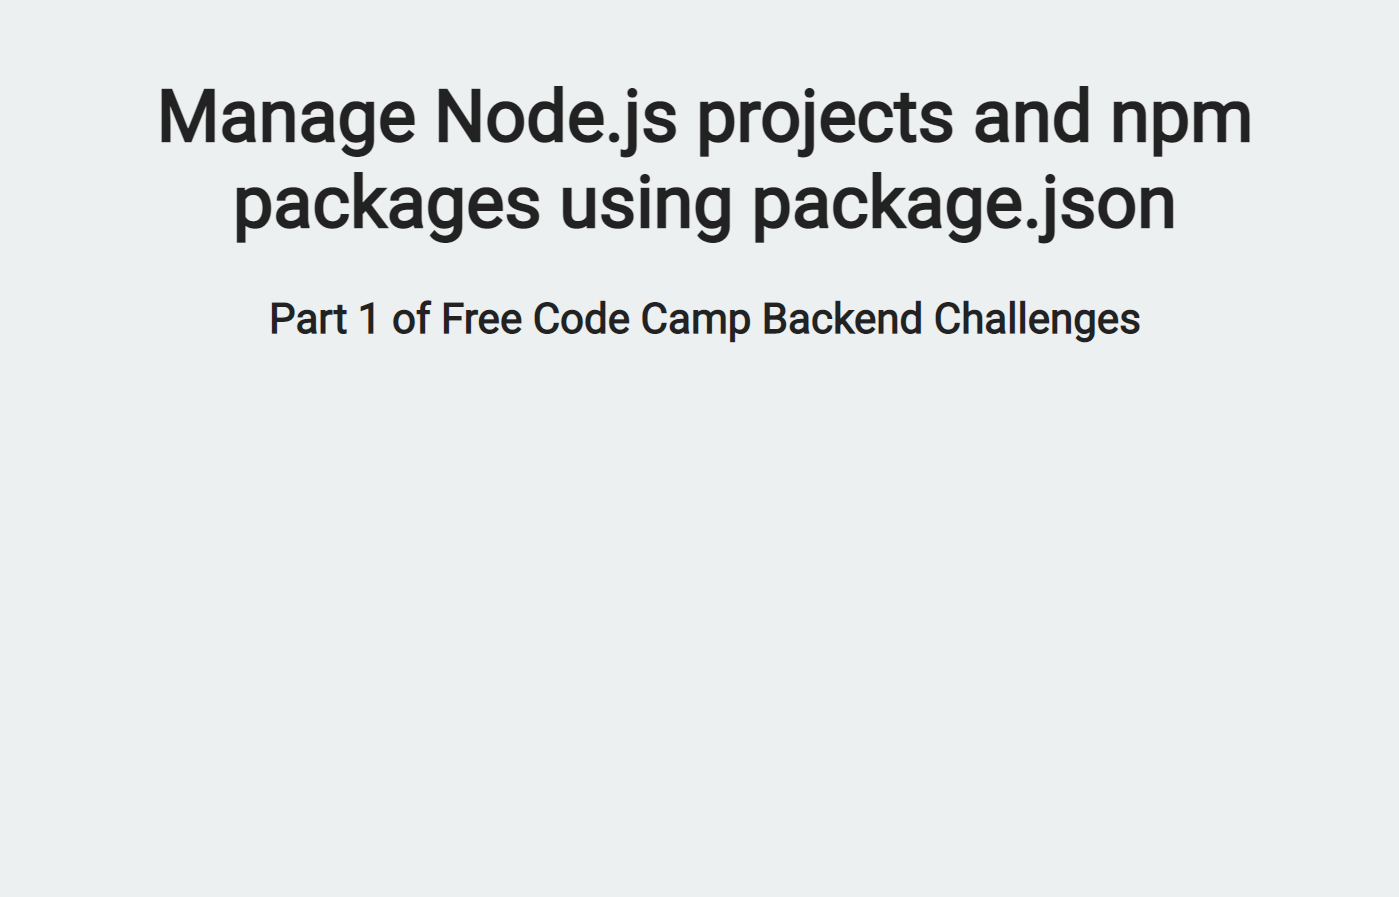 Manage Node.js projects and npm
packages using package.json
Part 1 of Free Code Camp Backend Challenges